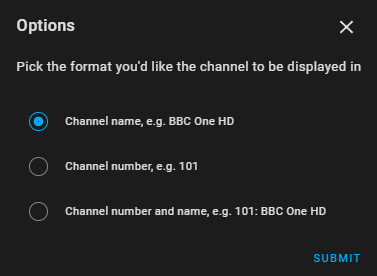 Options
Pick the format you'd like the channel to be displayed in
Channel name, e.g. BBC One HD
Channel number, e.g. 101
Channel number and name, e.g. 101: BBC One HD
SUBMIT